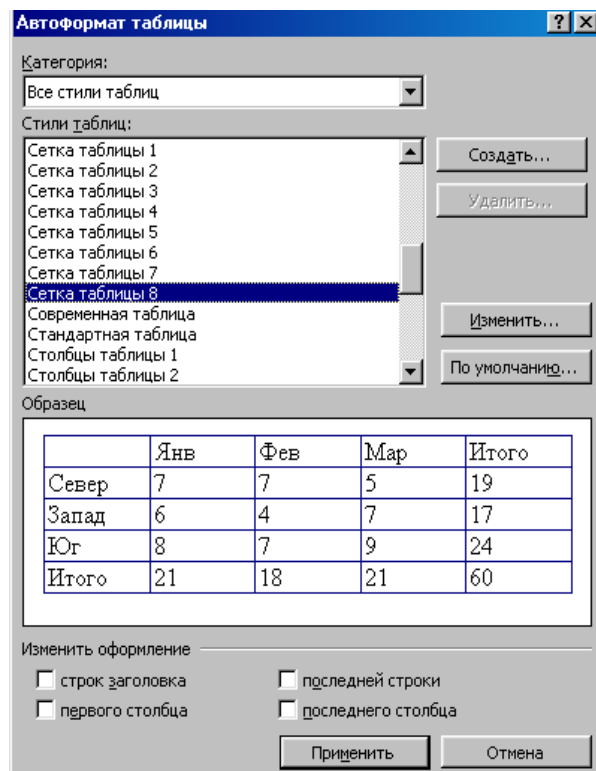 Автоформат таблицы
Категория:
Все стили таблиц
Стили таблиц:
Сетка таблицы 1
Сетка таблицы 2
Сетка таблицы 3
Сетка таблицы 4
Сетка таблицы 5
Сетка таблицы 6
Сетка таблицы 7
Сетка таблицы 8
Современная таблица
Стандартная таблица
Столбцы таблицы 1
Столбцы таблицы 2
Создать...
Удалить...
Изменить...
По умолчанию...
Образец
Янв Фев Мар Итого
Север 7 7 5 19
Запад 6 4 7 17
Юг 8 7 9 24
Итого 21 18 21 60
Изменить оформление
строк заголовка последней строки
первого столбца последнего столбца
Применить Отмена